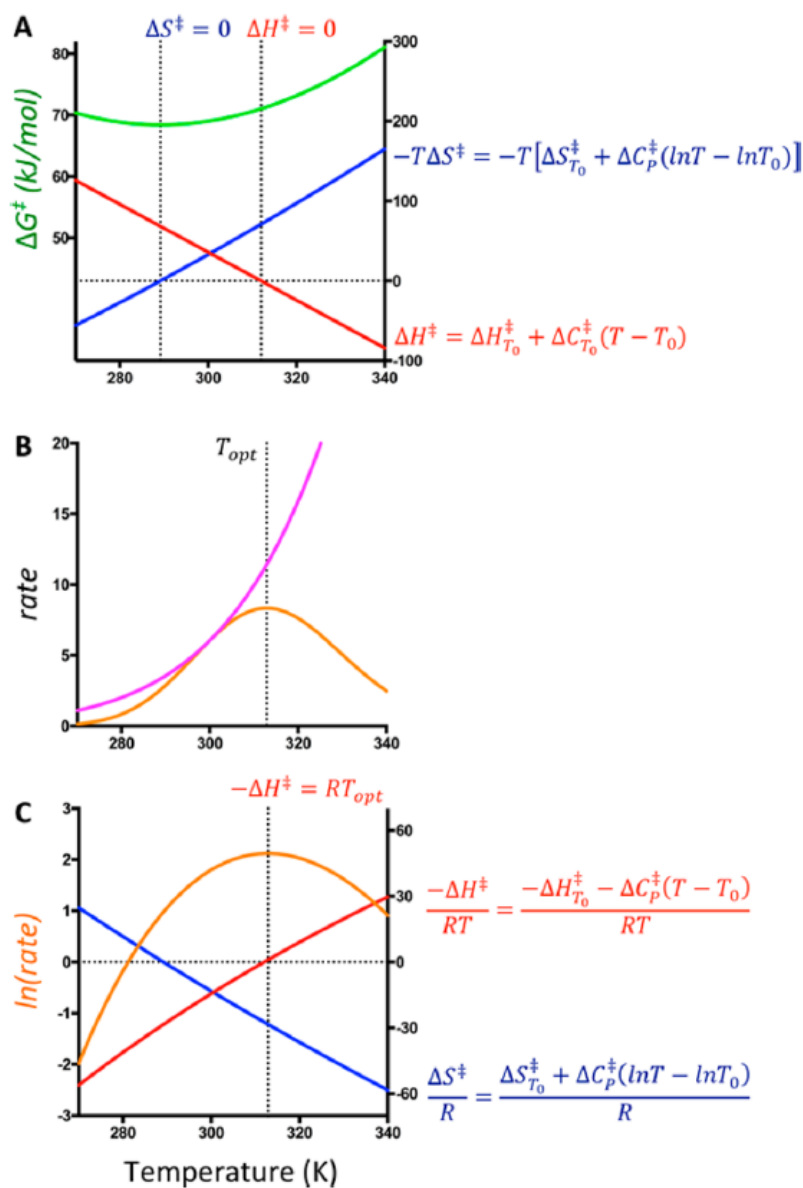 A
ΔS‡ = 0 ΔH‡ = 0
80 300
70 200
−TΔS‡ = −T[ΔS‡T₀ + ΔC‡P(lnT − lnT₀)]
60 100
50
0
ΔG‡ (kJ/mol)
ΔH‡ = ΔH‡T₀ + ΔC‡T₀(T − T₀)
-100
280 300 320 340
B
Topt
20
15
10
5
0
rate
280 300 320 340
C
−ΔH‡ = RTopt
3
60
2
1 30
0 0
-1 -30
-2 -60
-3
ln(rate)
−ΔH‡/RT = −ΔH‡T₀ − ΔC‡P(T − T₀)/RT
ΔS‡/R = ΔS‡T₀ + ΔC‡P(lnT − lnT₀)/R
280 300 320 340
Temperature (K)